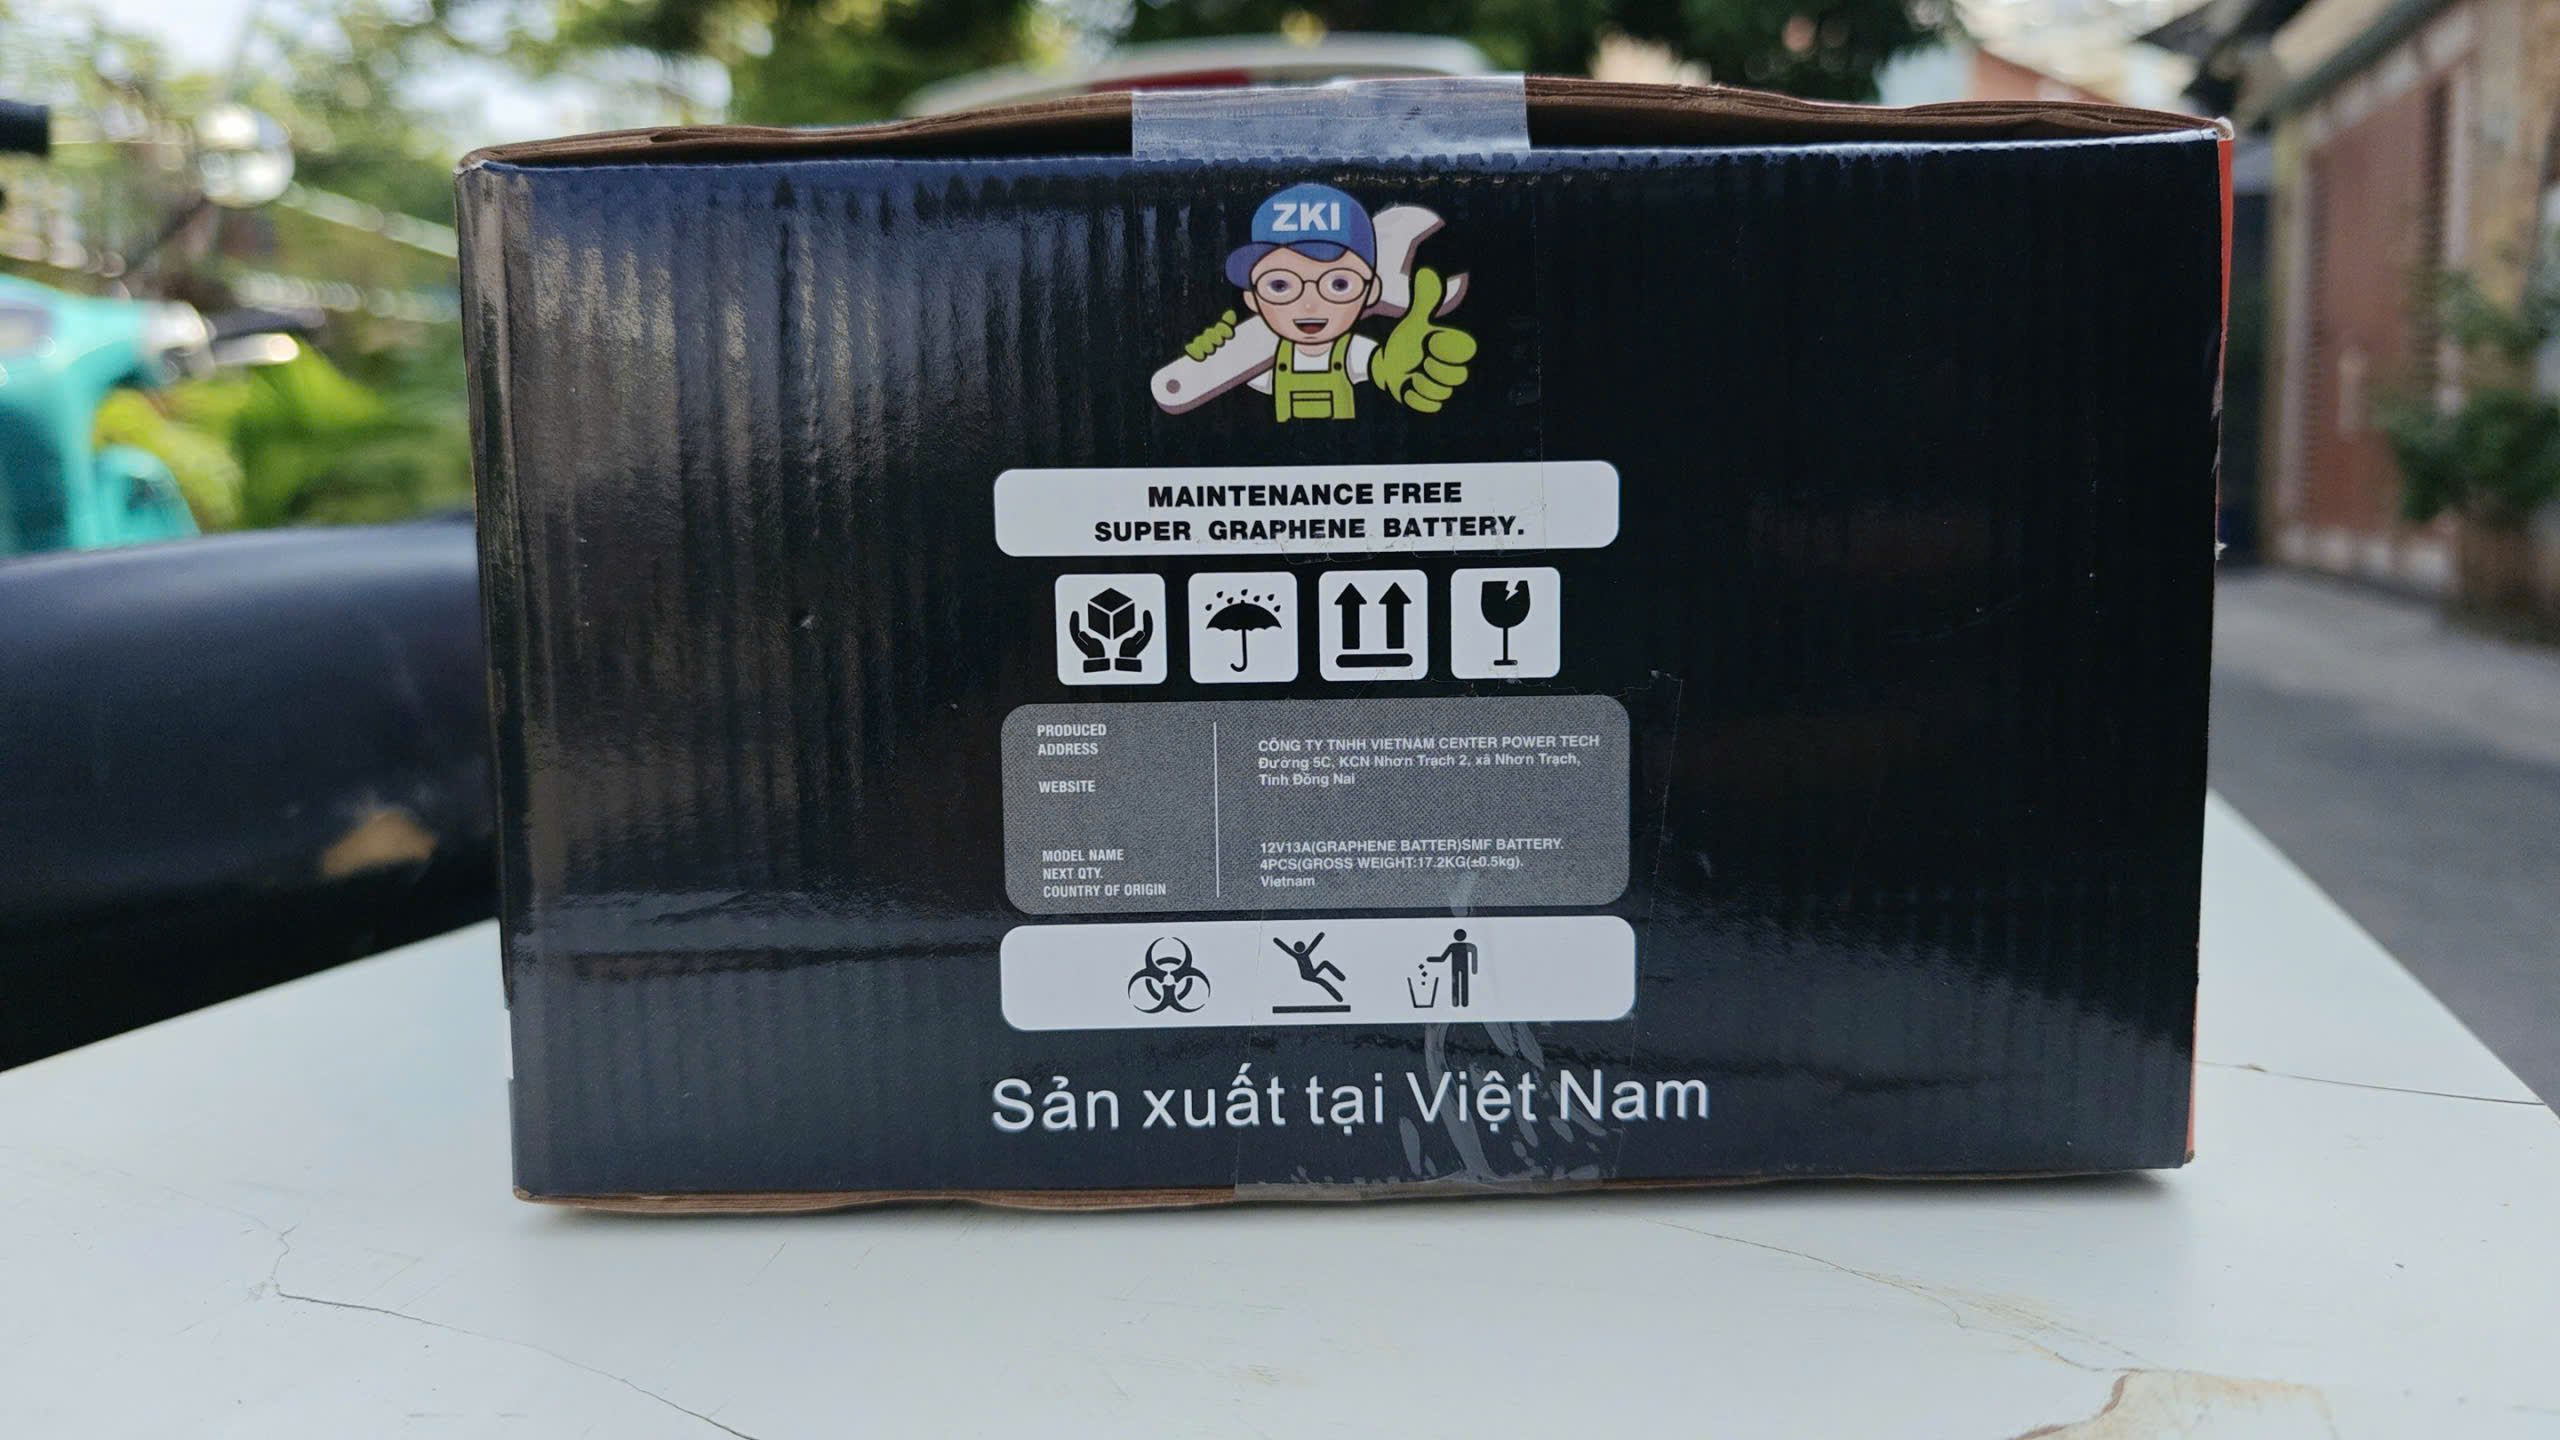 ZKI
MAINTENANCE FREE
SUPER GRAPHENE BATTERY.
PRODUCED
ADDRESS
CÔNG TY TNHH VIETNAM CENTER POWER TECH
Đường 5C, KCN Nhơn Trạch 2, xã Nhơn Trạch,
Tỉnh Đồng Nai
WEBSITE
MODEL NAME
12V13A(GRAPHENE BATTER)SMF BATTERY.
NEXT QTY.
4PCS(GROSS WEIGHT:17.2KG(±0.5kg).
COUNTRY OF ORIGIN
Vietnam
Sản xuất tại Việt Nam